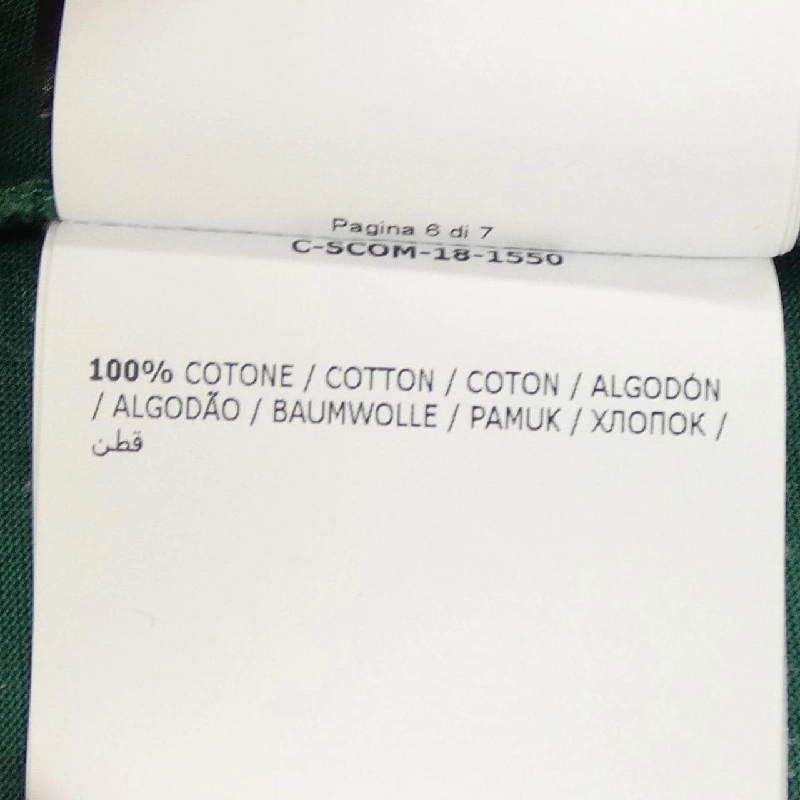 Pagina 6 di 7
C-SCOM-18-1550
100% COTONE / COTTON / COTON / ALGODÓN
/ ALGODÃO / BAUMWOLLE / PAMUK / ХЛОПОК /
قطن